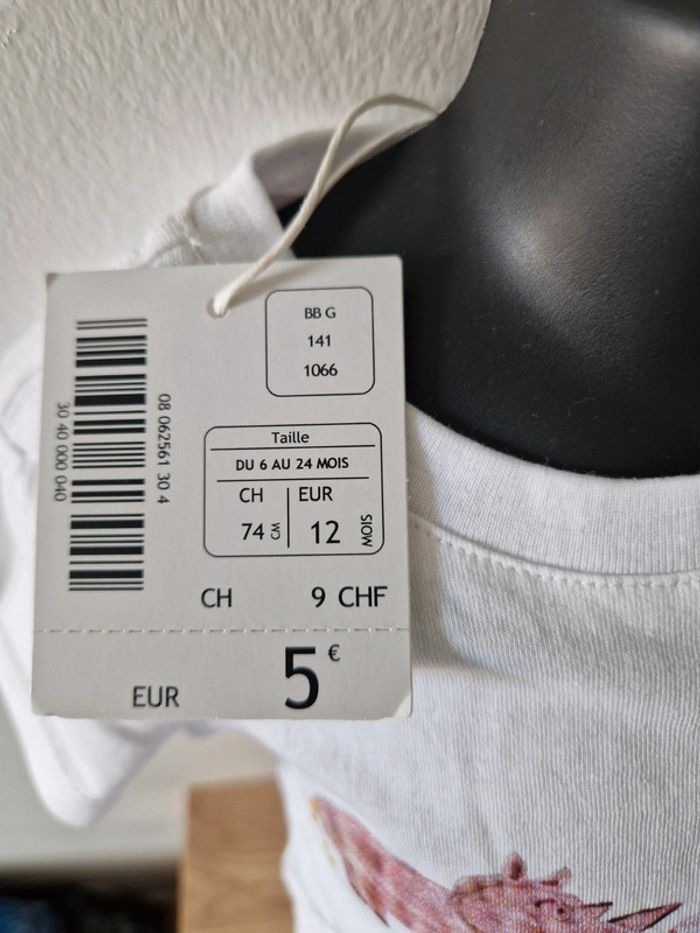 BB G
141
1066
08 062561 30 4
30 40 000 040
Taille
DU 6 AU 24 MOIS
CH EUR
74 CM 12 MOIS
CH 9 CHF
EUR 5 €